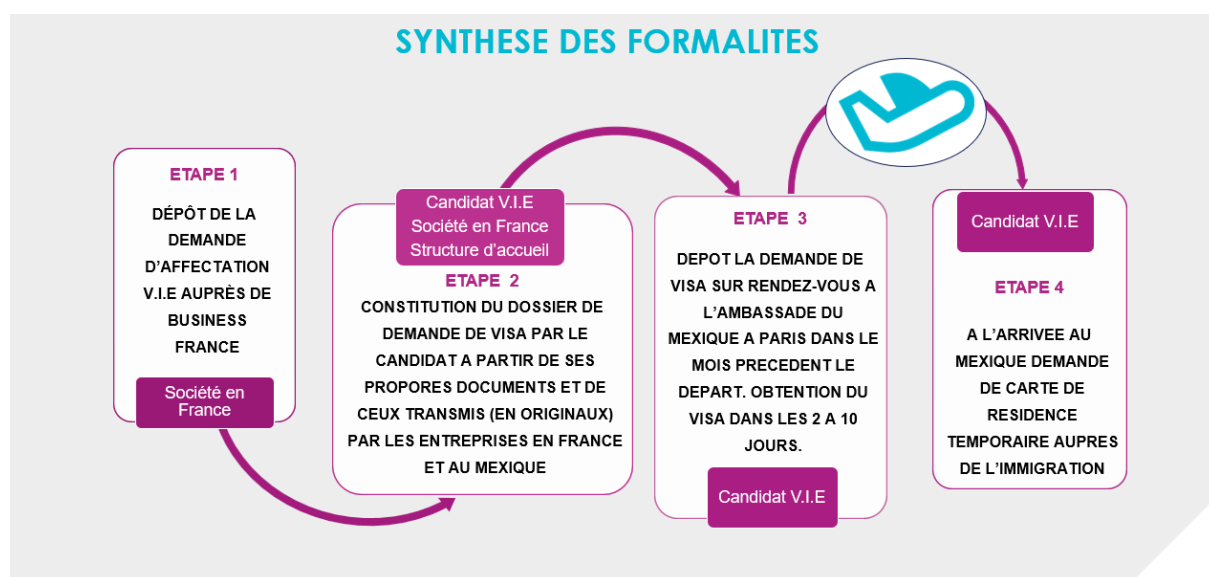 SYNTHESE DES FORMALITES
ETAPE 1
DÉPÔT DE LA
DEMANDE
D'AFFECTATION
V.I.E AUPRÈS DE
BUSINESS
FRANCE
Société en
France
Candidat V.I.E
Société en France
Structure d'accueil
ETAPE 2
CONSTITUTION DU DOSSIER DE
DEMANDE DE VISA PAR LE
CANDIDAT A PARTIR DE SES
PROPORES DOCUMENTS ET DE
CEUX TRANSMIS (EN ORIGINAUX)
PAR LES ENTREPRISES EN FRANCE
ET AU MEXIQUE
ETAPE 3
DEPOT LA DEMANDE DE
VISA SUR RENDEZ-VOUS A
L'AMBASSADE DU
MEXIQUE A PARIS DANS LE
MOIS PRECEDENT LE
DEPART. OBTENTION DU
VISA DANS LES 2 A 10
JOURS.
Candidat V.I.E
Candidat V.I.E
ETAPE 4
A L'ARRIVEE AU
MEXIQUE DEMANDE
DE CARTE DE
RESIDENCE
TEMPORAIRE AUPRES
DE L'IMMIGRATION